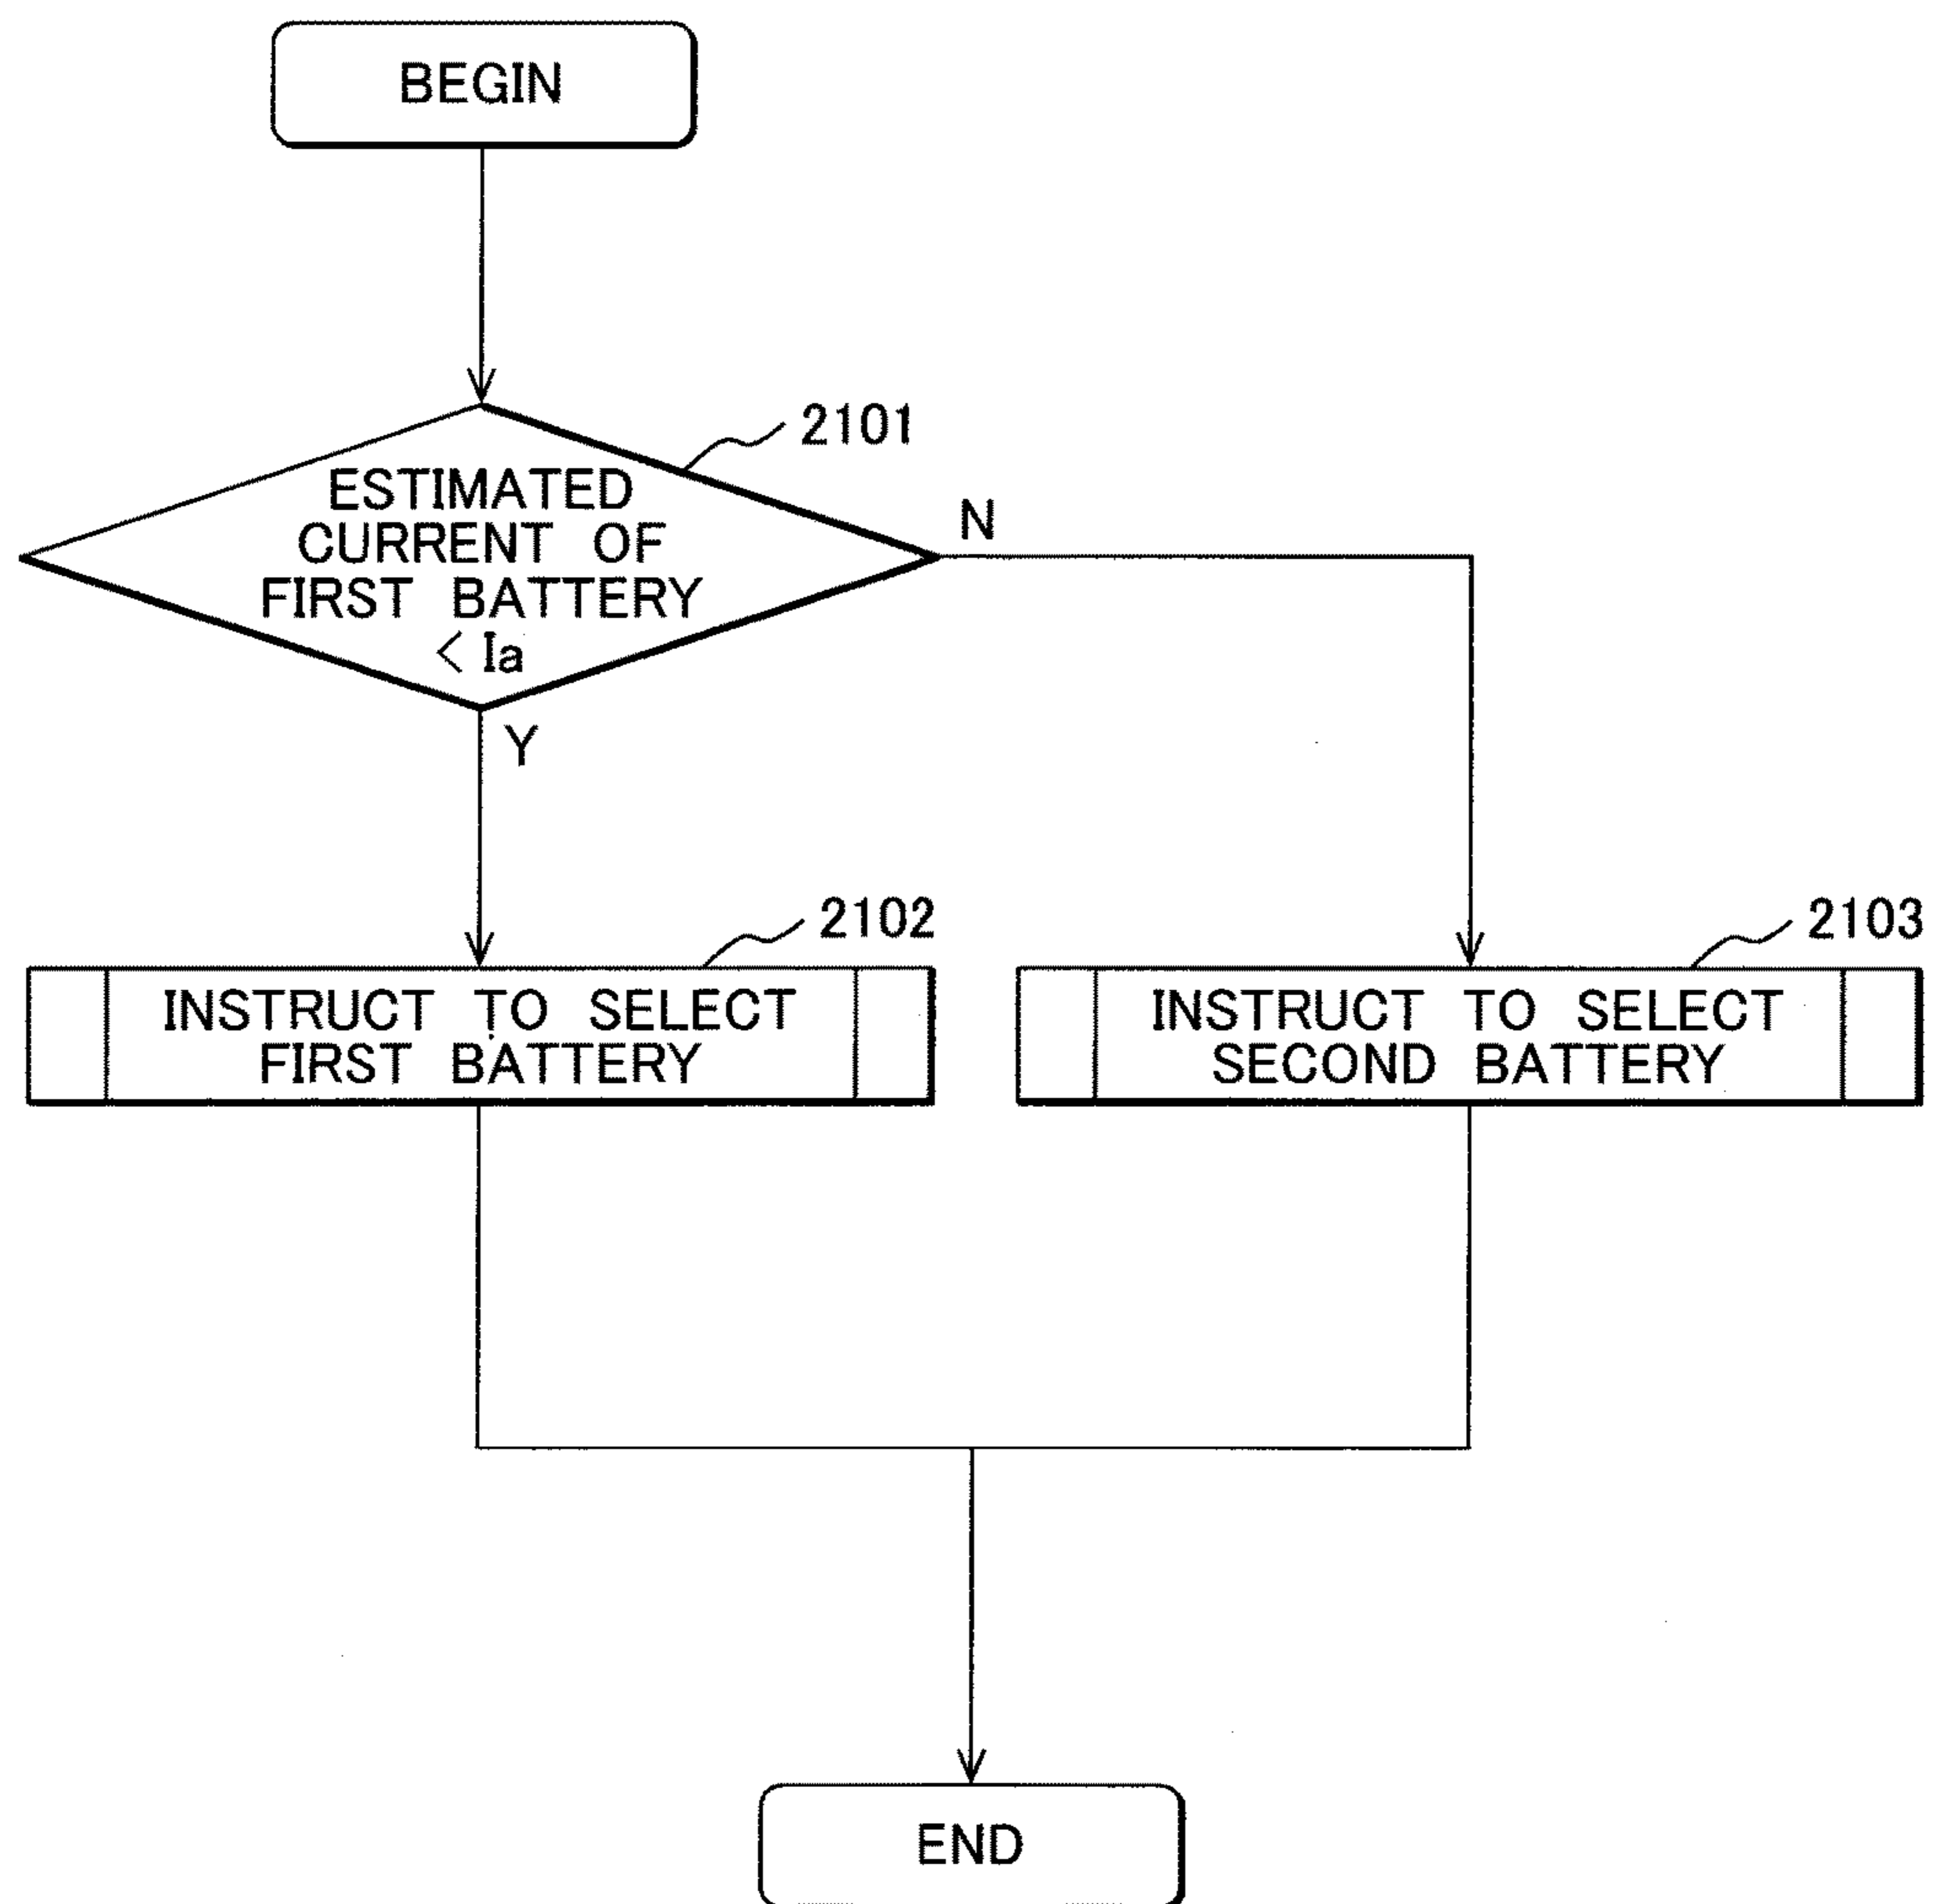 BEGIN
2101
ESTIMATED
CURRENT OF
FIRST BATTERY
< Ia
N
Y
2102
INSTRUCT TO SELECT
FIRST BATTERY
2103
INSTRUCT TO SELECT
SECOND BATTERY
END